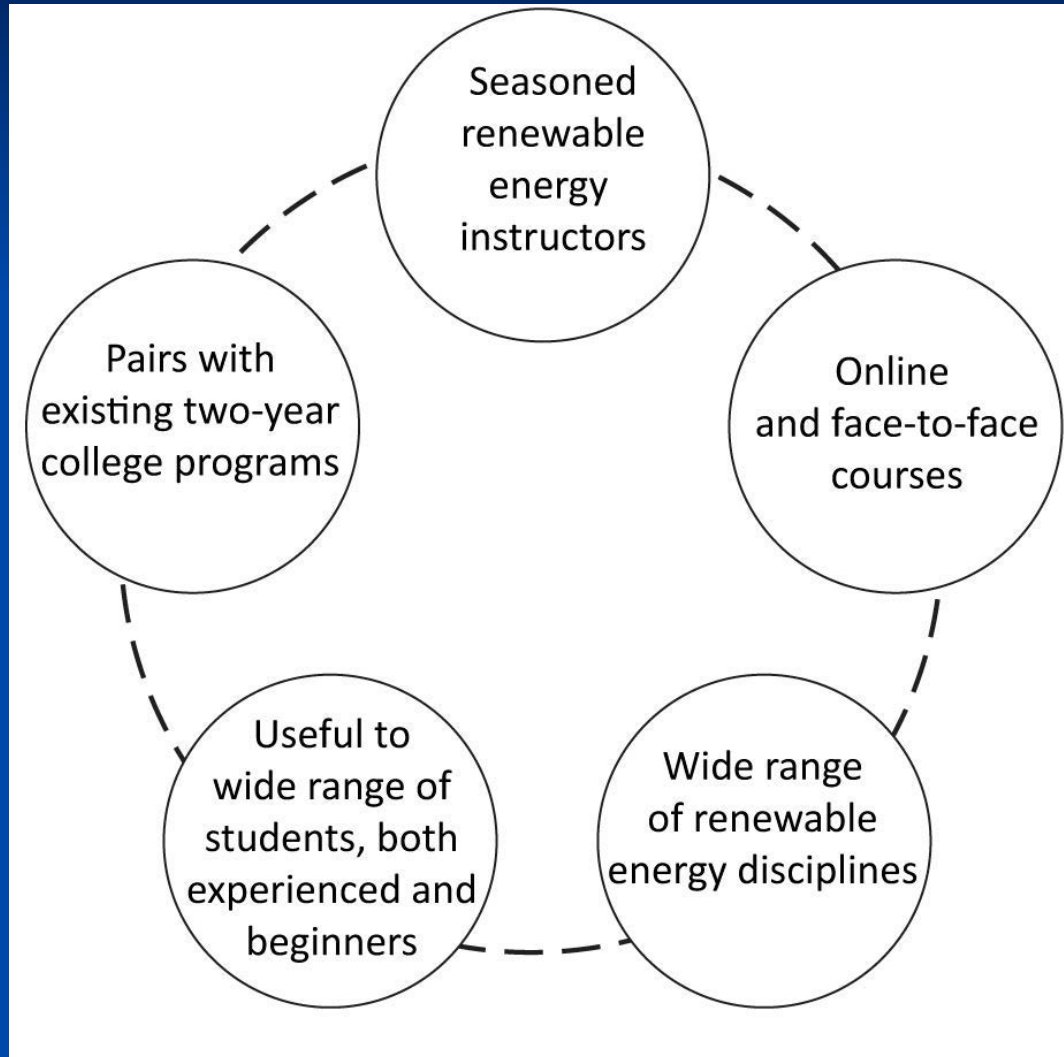 Seasoned
renewable
energy
instructors
Online
and face-to-face
courses
Wide range
of renewable
energy disciplines
Useful to
wide range of
students, both
experienced and
beginners
Pairs with
existing two-year
college programs